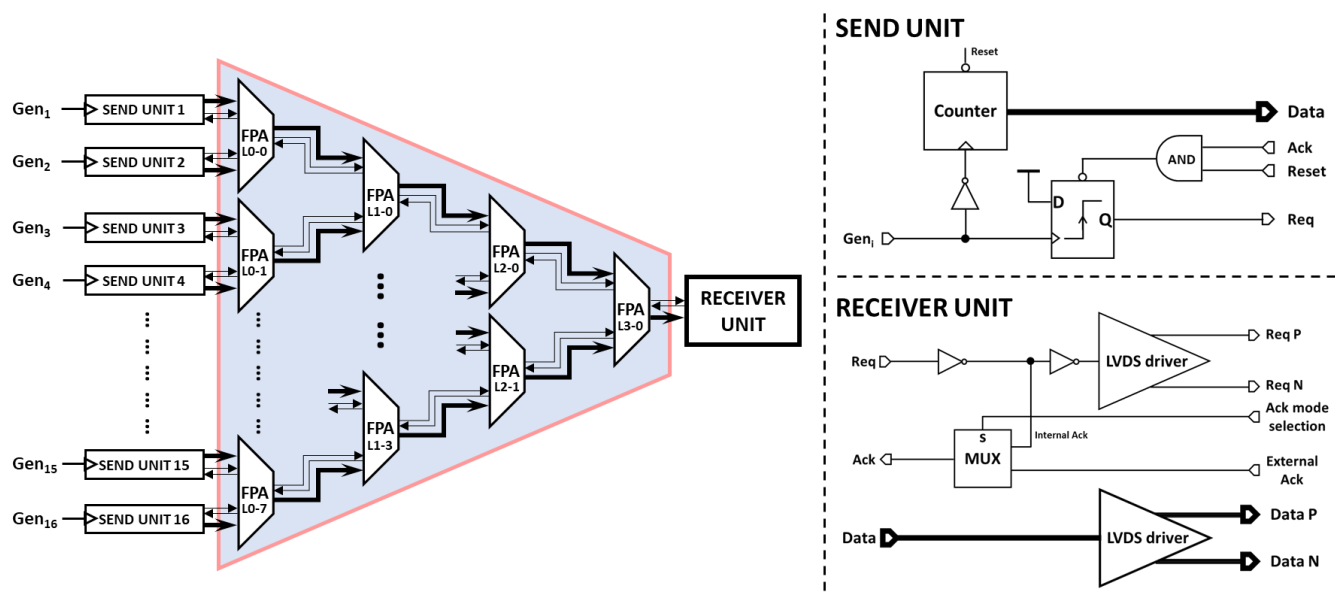 Gen1
SEND UNIT 1
Gen2
SEND UNIT 2
Gen3
SEND UNIT 3
Gen4
SEND UNIT 4
Gen15
SEND UNIT 15
Gen16
SEND UNIT 16
FPA
L0-0
FPA
L0-1
FPA
L0-7
FPA
L1-0
FPA
L1-3
FPA
L2-0
FPA
L2-1
FPA
L3-0
RECEIVER
UNIT
SEND UNIT
Reset
Counter
Data
Ack
AND
Reset
D
Q
Req
Geni
RECEIVER UNIT
Req
LVDS driver
Req P
Req N
Ack mode
selection
S
Internal Ack
MUX
Ack
External
Ack
Data
LVDS driver
Data P
Data N